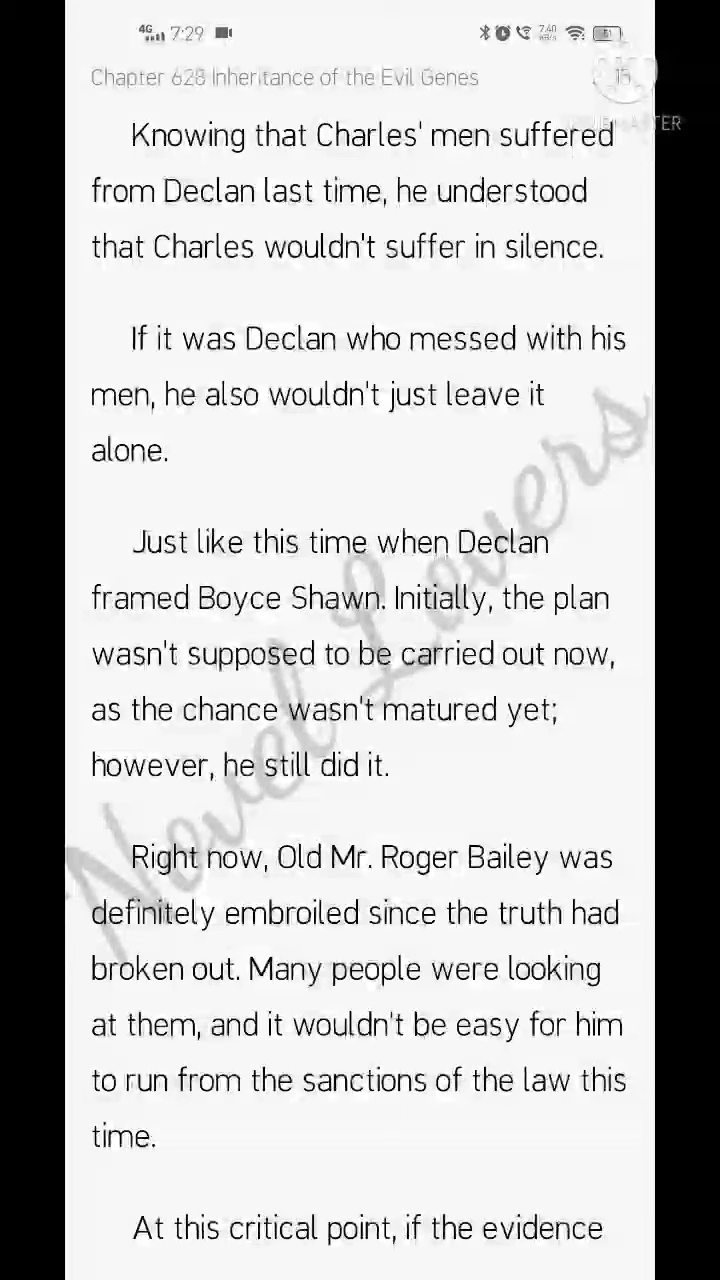 4G 7:29 7.40 KB/s 51
Chapter 628 Inheritance of the Evil Genes 15
Knowing that Charles' men suffered
from Declan last time, he understood
that Charles wouldn't suffer in silence.
If it was Declan who messed with his
men, he also wouldn't just leave it
alone.
Just like this time when Declan
framed Boyce Shawn. Initially, the plan
wasn't supposed to be carried out now,
as the chance wasn't matured yet;
however, he still did it.
Right now, Old Mr. Roger Bailey was
definitely embroiled since the truth had
broken out. Many people were looking
at them, and it wouldn't be easy for him
to run from the sanctions of the law this
time.
At this critical point, if the evidence
Novel Lovers